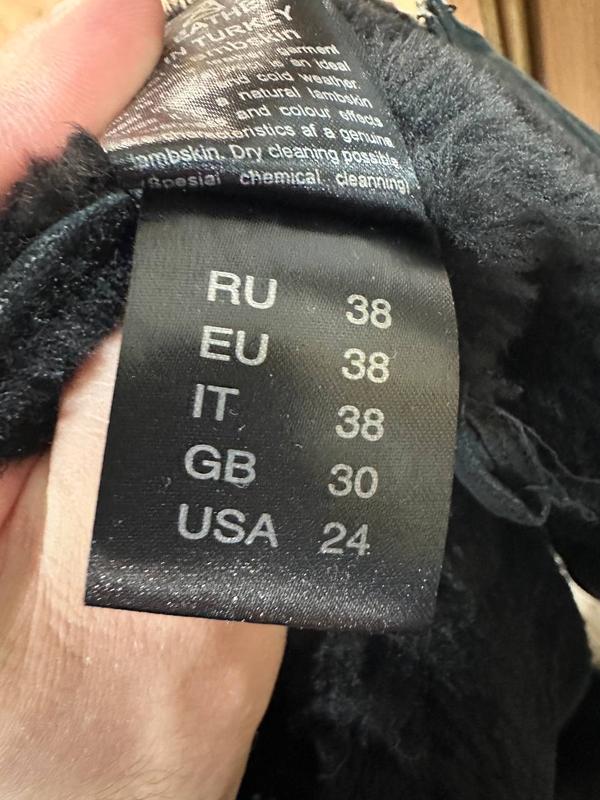 IN TURKEY
garment
is an ideal
and cold weather.
natural lambskin
and colour effects
characteristics af a genuine
lambskin. Dry cleaning possible
(Spesial chemical cleanning)
RU 38
EU 38
IT 38
GB 30
USA 24